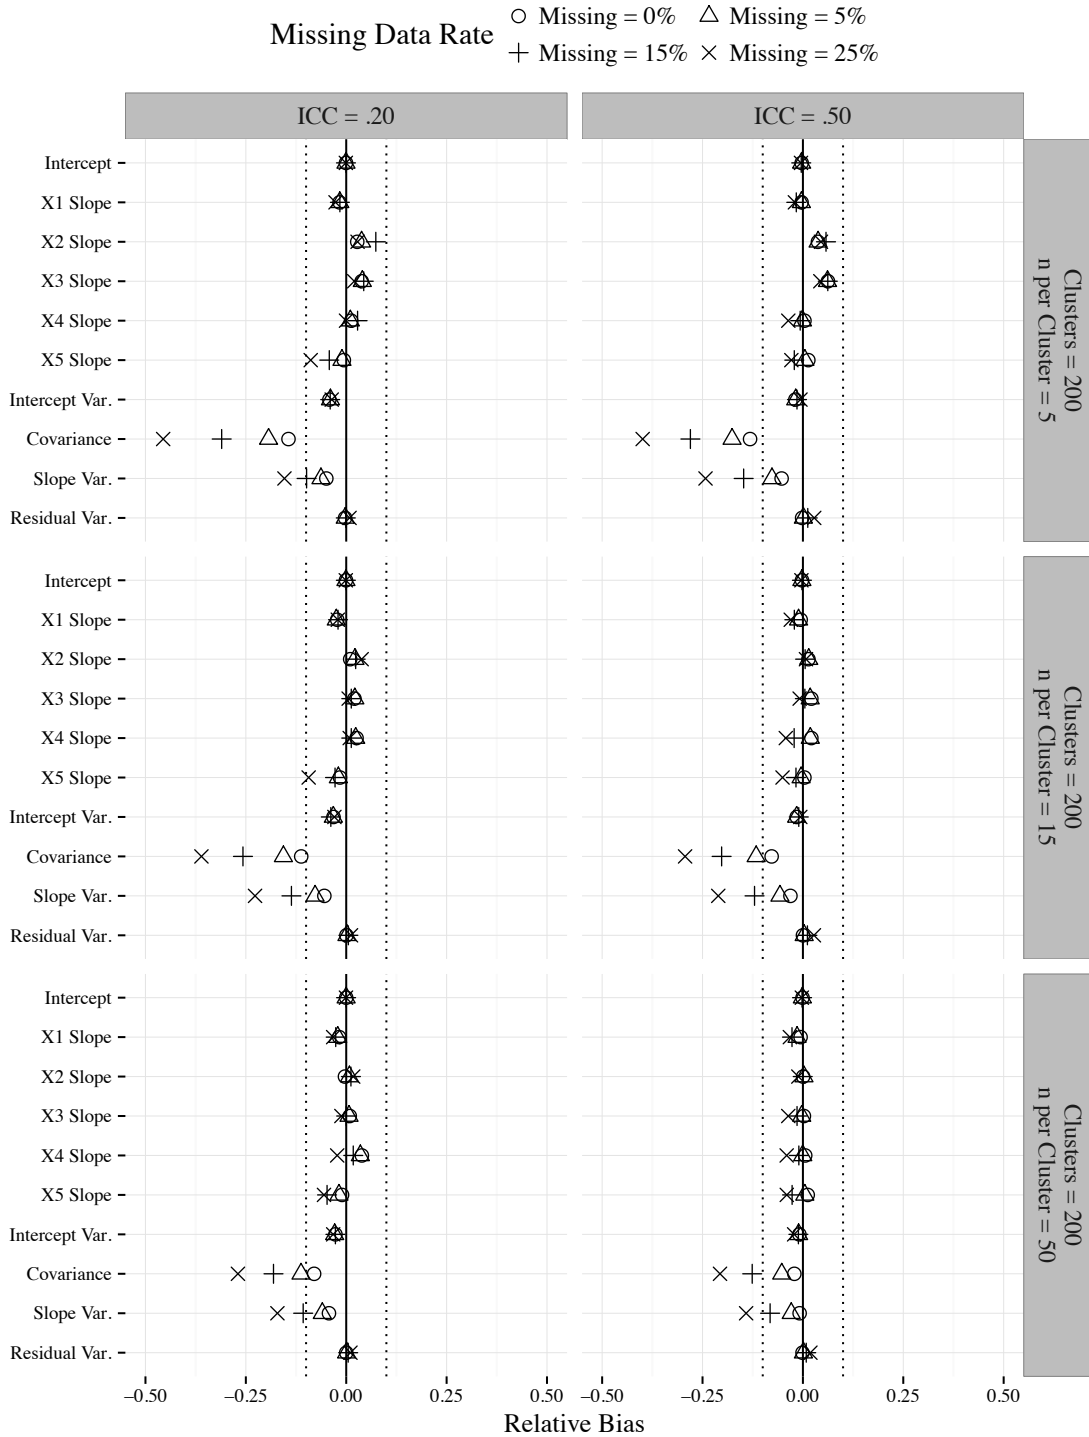 Missing Data Rate
Missing = 0%
Missing = 5%
Missing = 15%
Missing = 25%
ICC = .20
ICC = .50
Intercept
X1 Slope
X2 Slope
X3 Slope
X4 Slope
X5 Slope
Intercept Var.
Covariance
Slope Var.
Residual Var.
Clusters = 200
n per Cluster = 5
Intercept
X1 Slope
X2 Slope
X3 Slope
X4 Slope
X5 Slope
Intercept Var.
Covariance
Slope Var.
Residual Var.
Clusters = 200
n per Cluster = 15
Intercept
X1 Slope
X2 Slope
X3 Slope
X4 Slope
X5 Slope
Intercept Var.
Covariance
Slope Var.
Residual Var.
Clusters = 200
n per Cluster = 50
−0.50 −0.25 0.00 0.25 0.50
−0.50 −0.25 0.00 0.25 0.50
Relative Bias